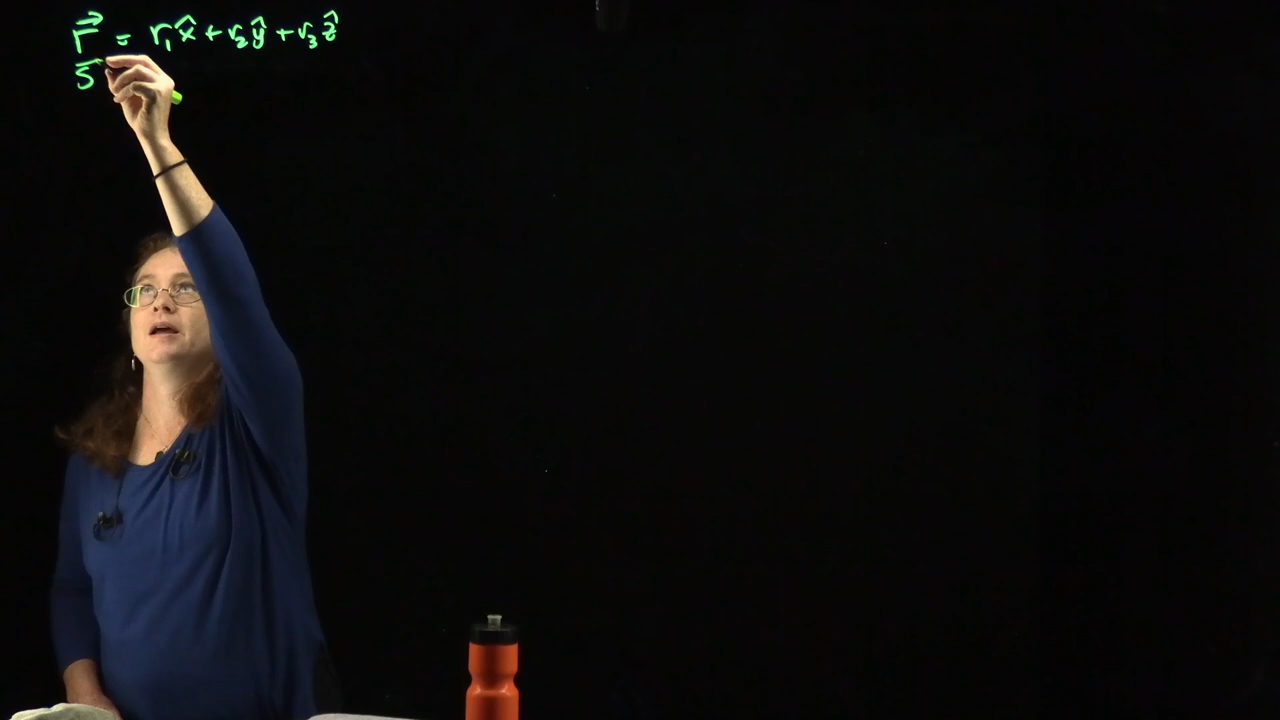 r⃗ = r₁x̂ + r₂ŷ + r₃ẑ
s⃗